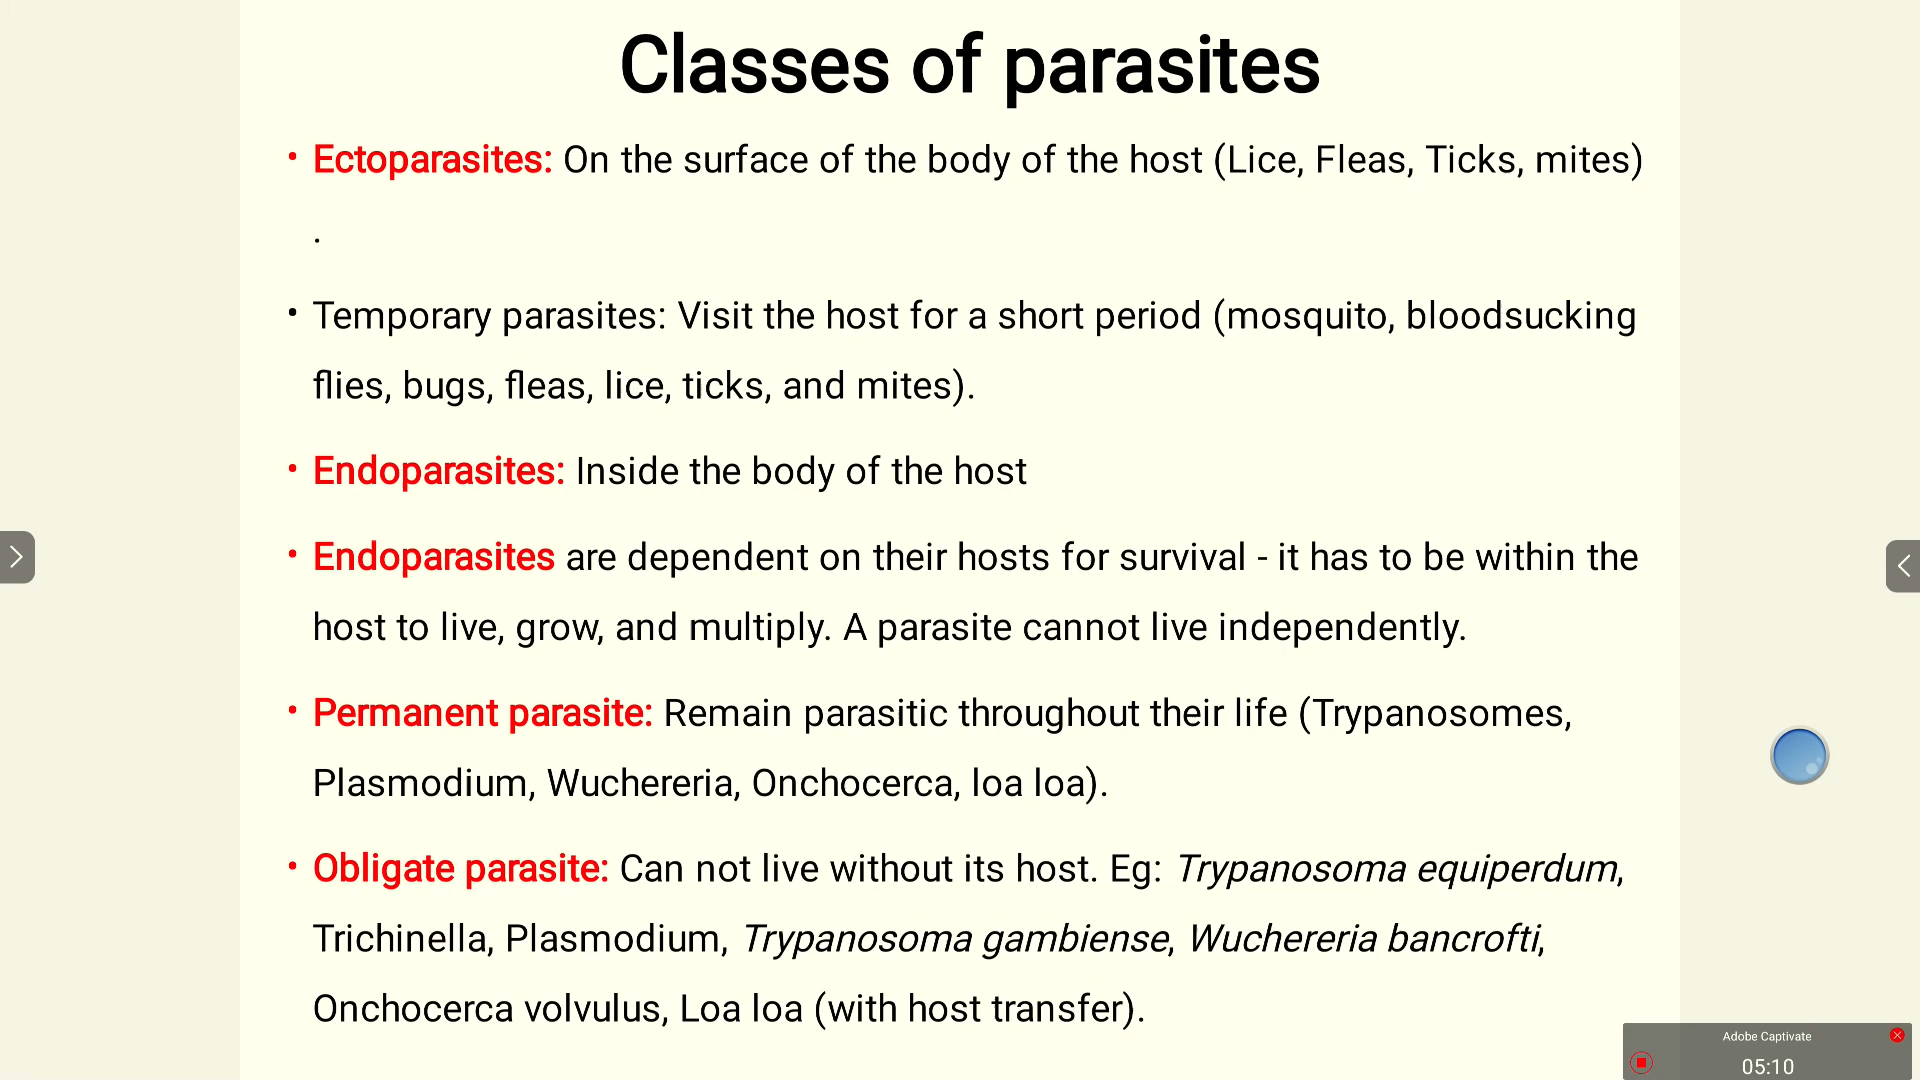 Classes of parasites
• Ectoparasites: On the surface of the body of the host (Lice, Fleas, Ticks, mites)
.
• Temporary parasites: Visit the host for a short period (mosquito, bloodsucking
flies, bugs, fleas, lice, ticks, and mites).
• Endoparasites: Inside the body of the host
• Endoparasites are dependent on their hosts for survival - it has to be within the
host to live, grow, and multiply. A parasite cannot live independently.
• Permanent parasite: Remain parasitic throughout their life (Trypanosomes,
Plasmodium, Wuchereria, Onchocerca, loa loa).
• Obligate parasite: Can not live without its host. Eg: Trypanosoma equiperdum,
Trichinella, Plasmodium, Trypanosoma gambiense, Wuchereria bancrofti,
Onchocerca volvulus, Loa loa (with host transfer).
Adobe Captivate
05:10